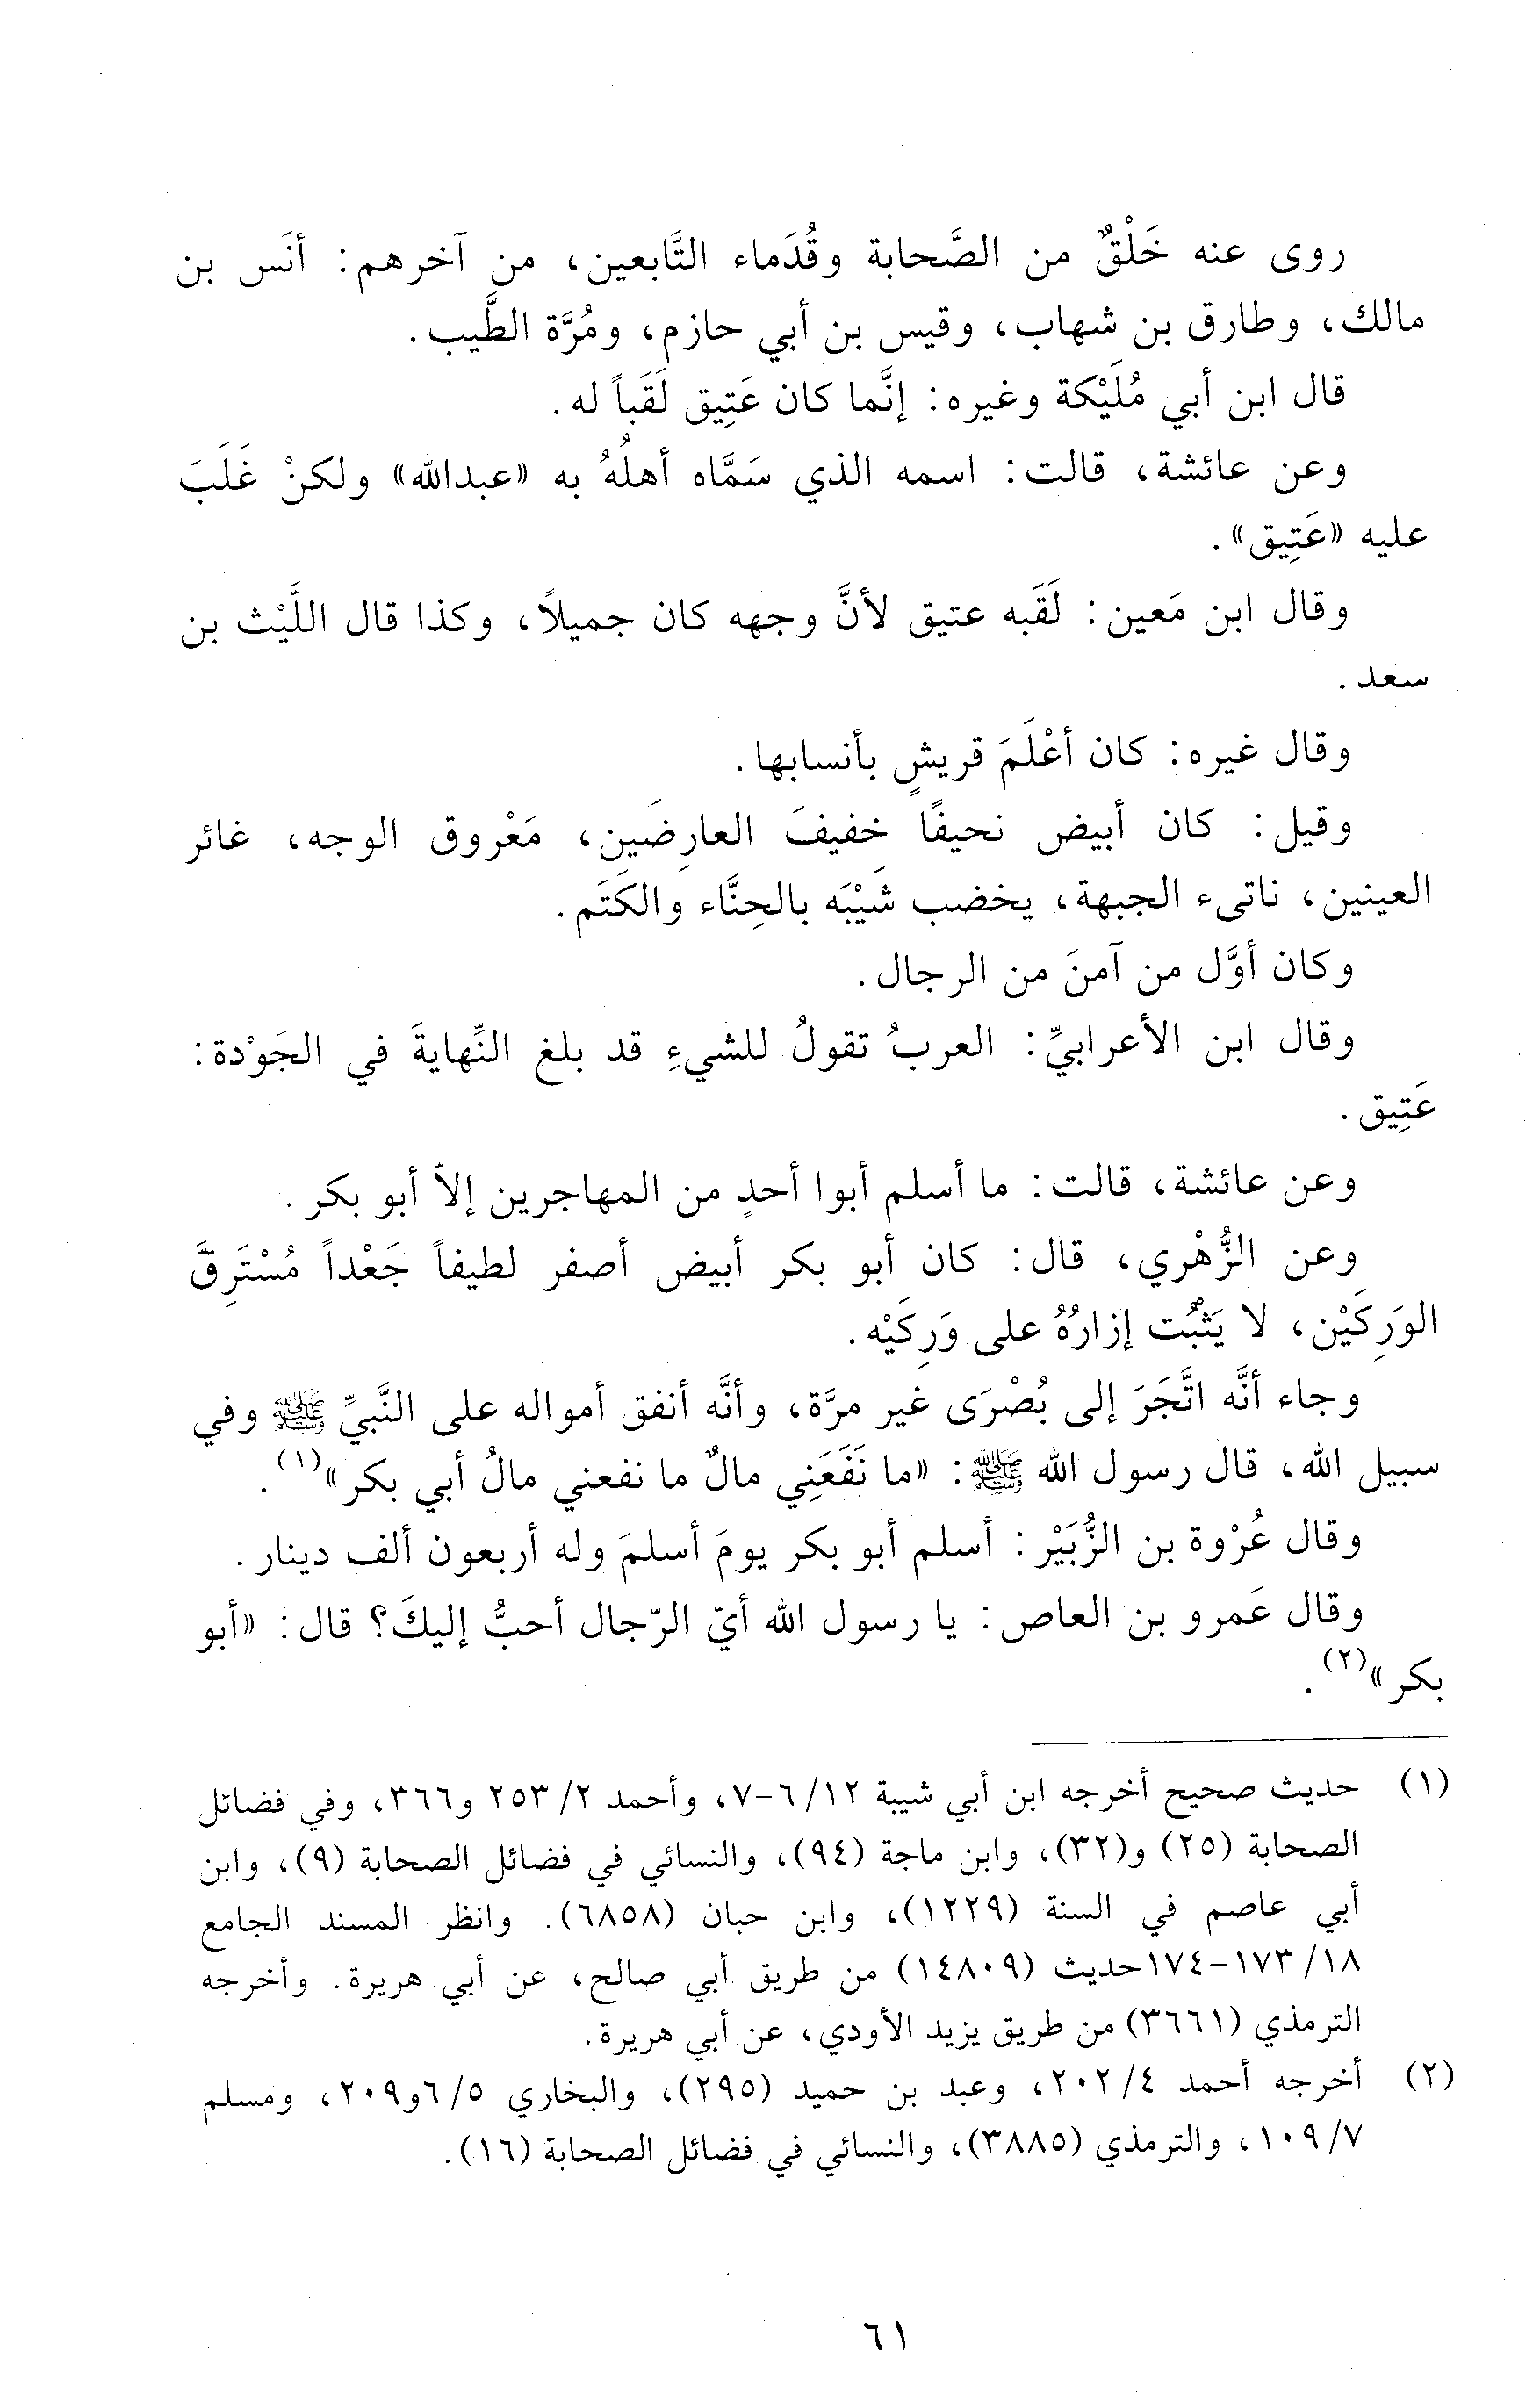 روى عنه خَلْقٌ من الصَّحابة وقُدَماء التَّابعين، من آخرهم: أنَس بن
مالك، وطارق بن شهاب، وقيس بن أبي حازم، ومُرَّة الطَّيب.
قال ابن أبي مُلَيْكة وغيره: إنَّما كان عَتِيق لَقَباً له.
وعن عائشة، قالت: اسمه الذي سَمَّاه أهلُهُ به «عبدالله» ولكنْ غَلَبَ
عليه «عَتِيق».
وقال ابن مَعين: لَقَبه عتيق لأنَّ وجهه كان جميلاً، وكذا قال اللَّيْث بن
سعد.
وقال غيره: كان أعْلَمَ قريشٍ بأنسابها.
وقيل: كان أبيض نحيفًا خفيفَ العارِضَين، مَعْروق الوجه، غائر
العينين، ناتىء الجبهة، يخضب شَيْبَه بالحِنَّاء والكَتَم.
وكان أوَّل من آمنَ من الرجال.
وقال ابن الأعرابيِّ: العربُ تقولُ للشيءِ قد بلغ النِّهايةَ في الجَوْدة:
عَتِيق.
وعن عائشة، قالت: ما أسلم أبوا أحدٍ من المهاجرين إلاّ أبو بكر.
وعن الزُّهْري، قال: كان أبو بكر أبيض أصفر لطيفاً جَعْداً مُسْتَرِقَّ
الوَرِكَيْن، لا يَثْبُت إزارُهُ على وَرِكَيْه.
وجاء أنَّه اتَّجَرَ إلى بُصْرَى غير مرَّة، وأنَّه أنفق أمواله على النَّبيِّ ﷺ وفي
سبيل الله، قال رسول الله ﷺ: «ما نَفَعَنِي مالٌ ما نفعني مالُ أبي بكر»(١).
وقال عُرْوة بن الزُّبَيْر: أسلم أبو بكر يومَ أسلمَ وله أربعون ألف دينار.
وقال عَمرو بن العاص: يا رسول الله أيّ الرّجال أحبُّ إليكَ؟ قال: «أبو
بكر»(٢).
(١) حديث صحيح أخرجه ابن أبي شيبة ١٢/ ٦-٧، وأحمد ٢/ ٢٥٣ و٣٦٦، وفي فضائل
الصحابة (٢٥) و(٣٢)، وابن ماجة (٩٤)، والنسائي في فضائل الصحابة (٩)، وابن
أبي عاصم في السنة (١٢٢٩)، وابن حبان (٦٨٥٨). وانظر المسند الجامع
١٨/ ١٧٣-١٧٤حديث (١٤٨٠٩) من طريق أبي صالح، عن أبي هريرة. وأخرجه
الترمذي (٣٦٦١) من طريق يزيد الأودي، عن أبي هريرة.
(٢) أخرجه أحمد ٤/ ٢٠٢، وعبد بن حميد (٢٩٥)، والبخاري ٥/ ٦و٢٠٩، ومسلم
٧/ ١٠٩، والترمذي (٣٨٨٥)، والنسائي في فضائل الصحابة (١٦).
٦١